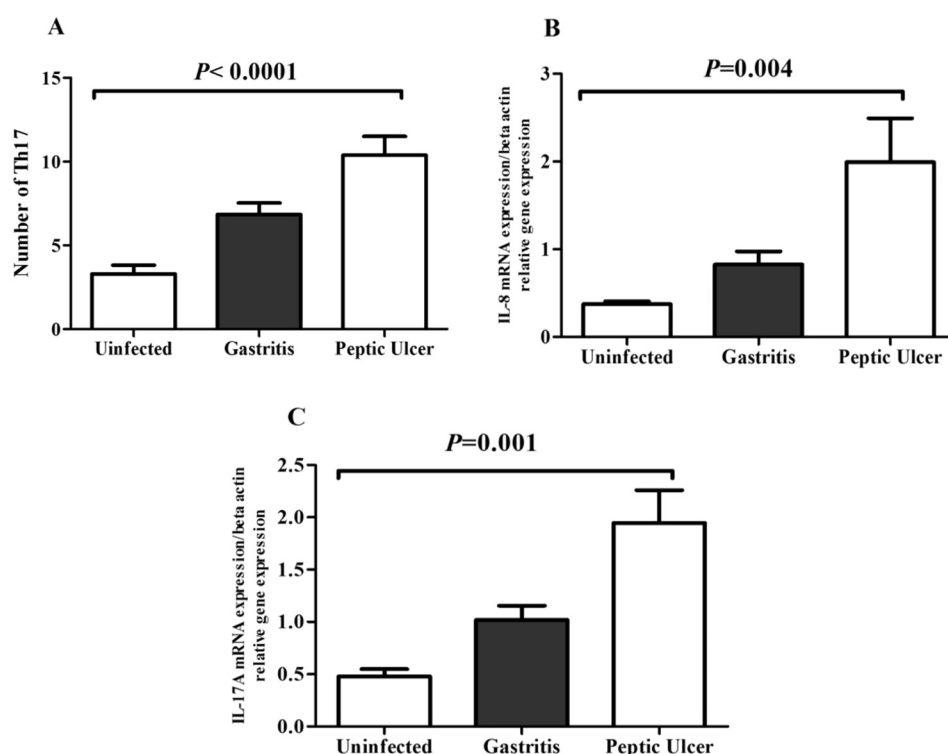 A
P< 0.0001
Number of Th17
15
10
5
0
Uinfected
Gastritis
Peptic Ulcer
B
P=0.004
IL-8 mRNA expression/beta actin
relative gene expression
3
2
1
0
Uninfected
Gastritis
Peptic Ulcer
C
P=0.001
IL-17A mRNA expression/beta actin
relative gene expression
2.5
2.0
1.5
1.0
0.5
0.0
Uninfected
Gastritis
Peptic Ulcer